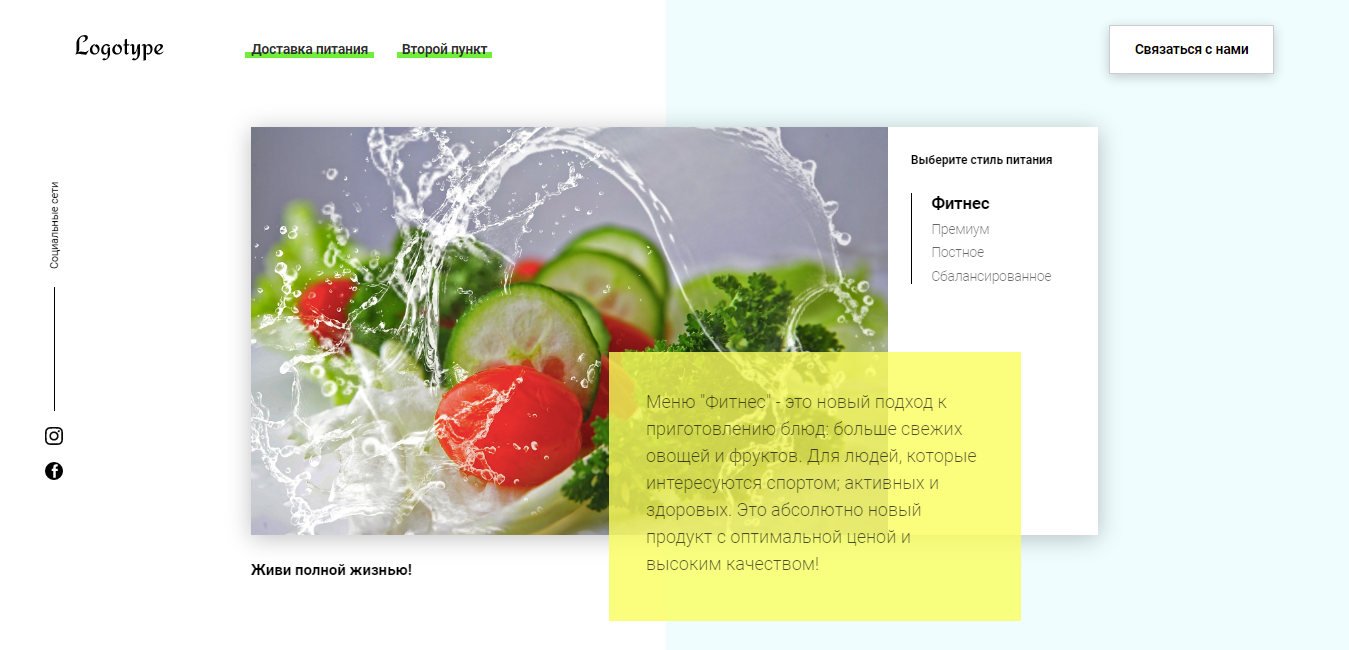 Logotype
Доставка питания
Второй пункт
Связаться с нами
Социальные сети
Выберите стиль питания
Фитнес
Премиум
Постное
Сбалансированное
Меню "Фитнес" - это новый подход к
приготовлению блюд: больше свежих
овощей и фруктов. Для людей, которые
интересуются спортом; активных и
здоровых. Это абсолютно новый
продукт с оптимальной ценой и
высоким качеством!
Живи полной жизнью!